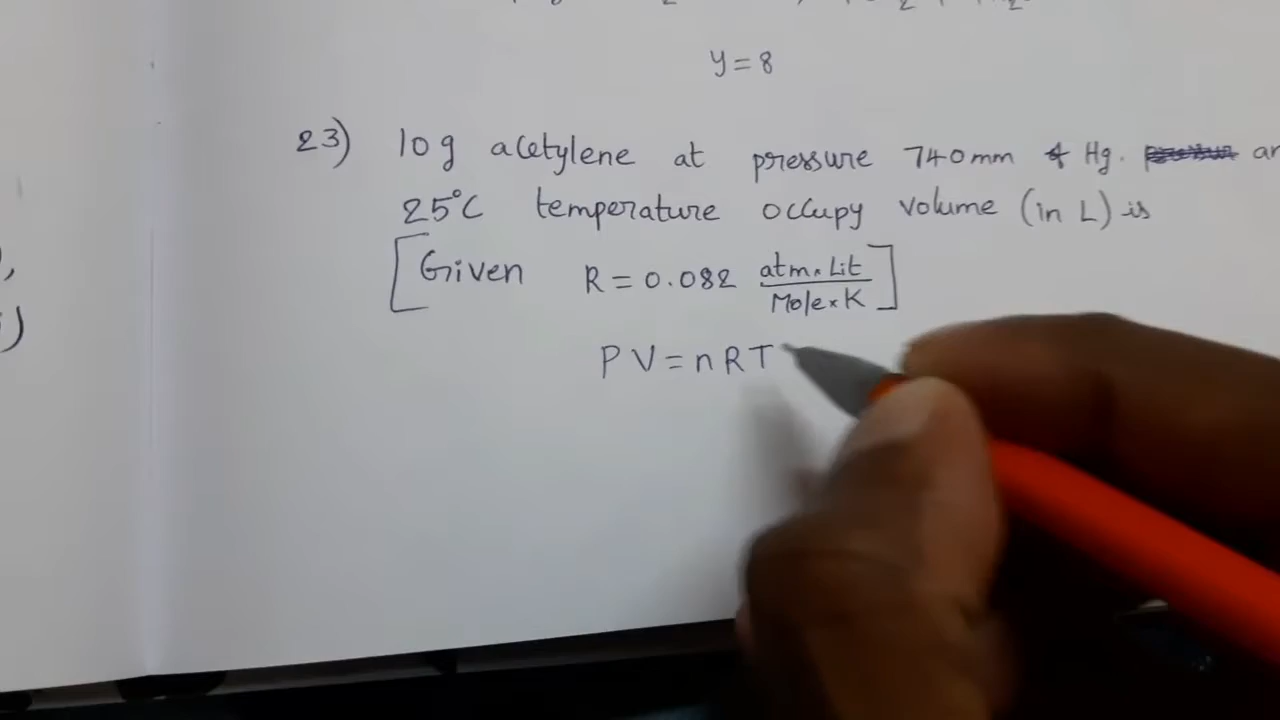 y = 8
23) 10g acetylene at pressure 740mm of Hg.
25°C temperature occupy volume (in L) is
[Given R = 0.082 atm. Lit / Mole × K]
PV = nRT